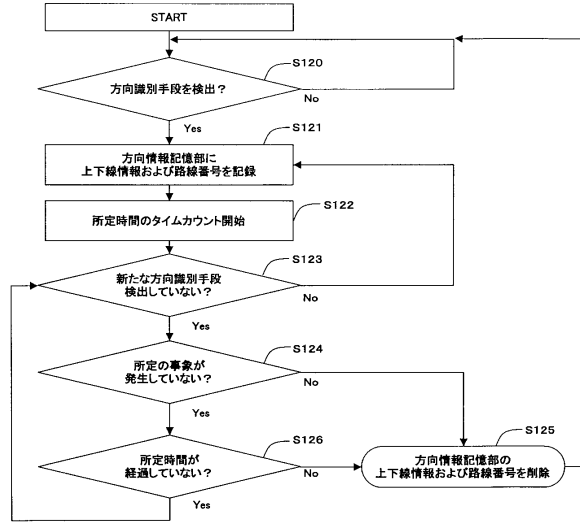 START
S120
方向識別手段を検出？
No
Yes
S121
方向情報記憶部に
上下線情報および路線番号を記録
S122
所定時間のタイムカウント開始
S123
新たな方向識別手段
検出していない？
No
Yes
S124
所定の事象が
発生していない？
No
Yes
S125
方向情報記憶部の
上下線情報および路線番号を削除
S126
所定時間が
経過していない？
No
Yes